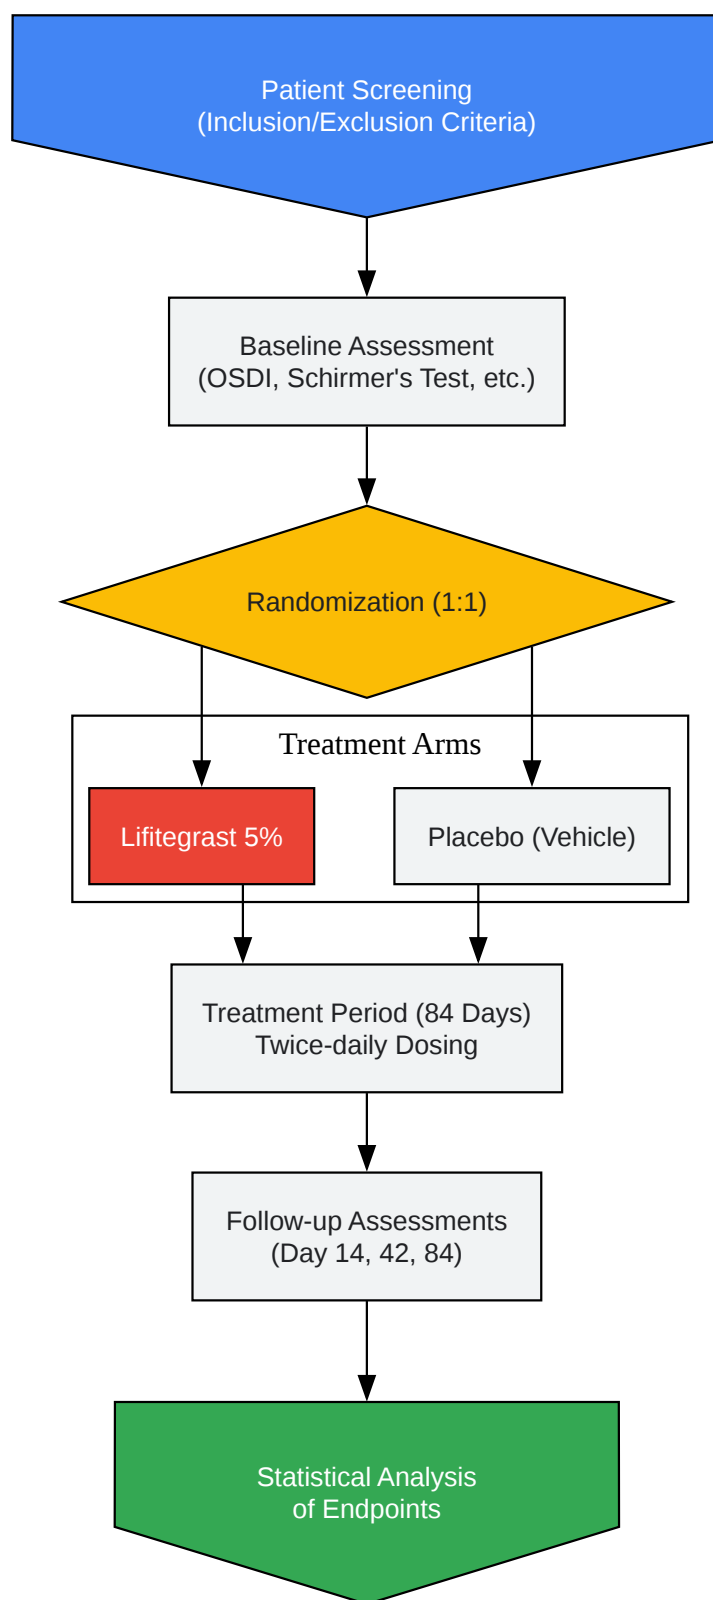 Patient Screening
(Inclusion/Exclusion Criteria)
Baseline Assessment
(OSDI, Schirmer's Test, etc.)
Randomization (1:1)
Treatment Arms
Lifitegrast 5%
Placebo (Vehicle)
Treatment Period (84 Days)
Twice-daily Dosing
Follow-up Assessments
(Day 14, 42, 84)
Statistical Analysis
of Endpoints